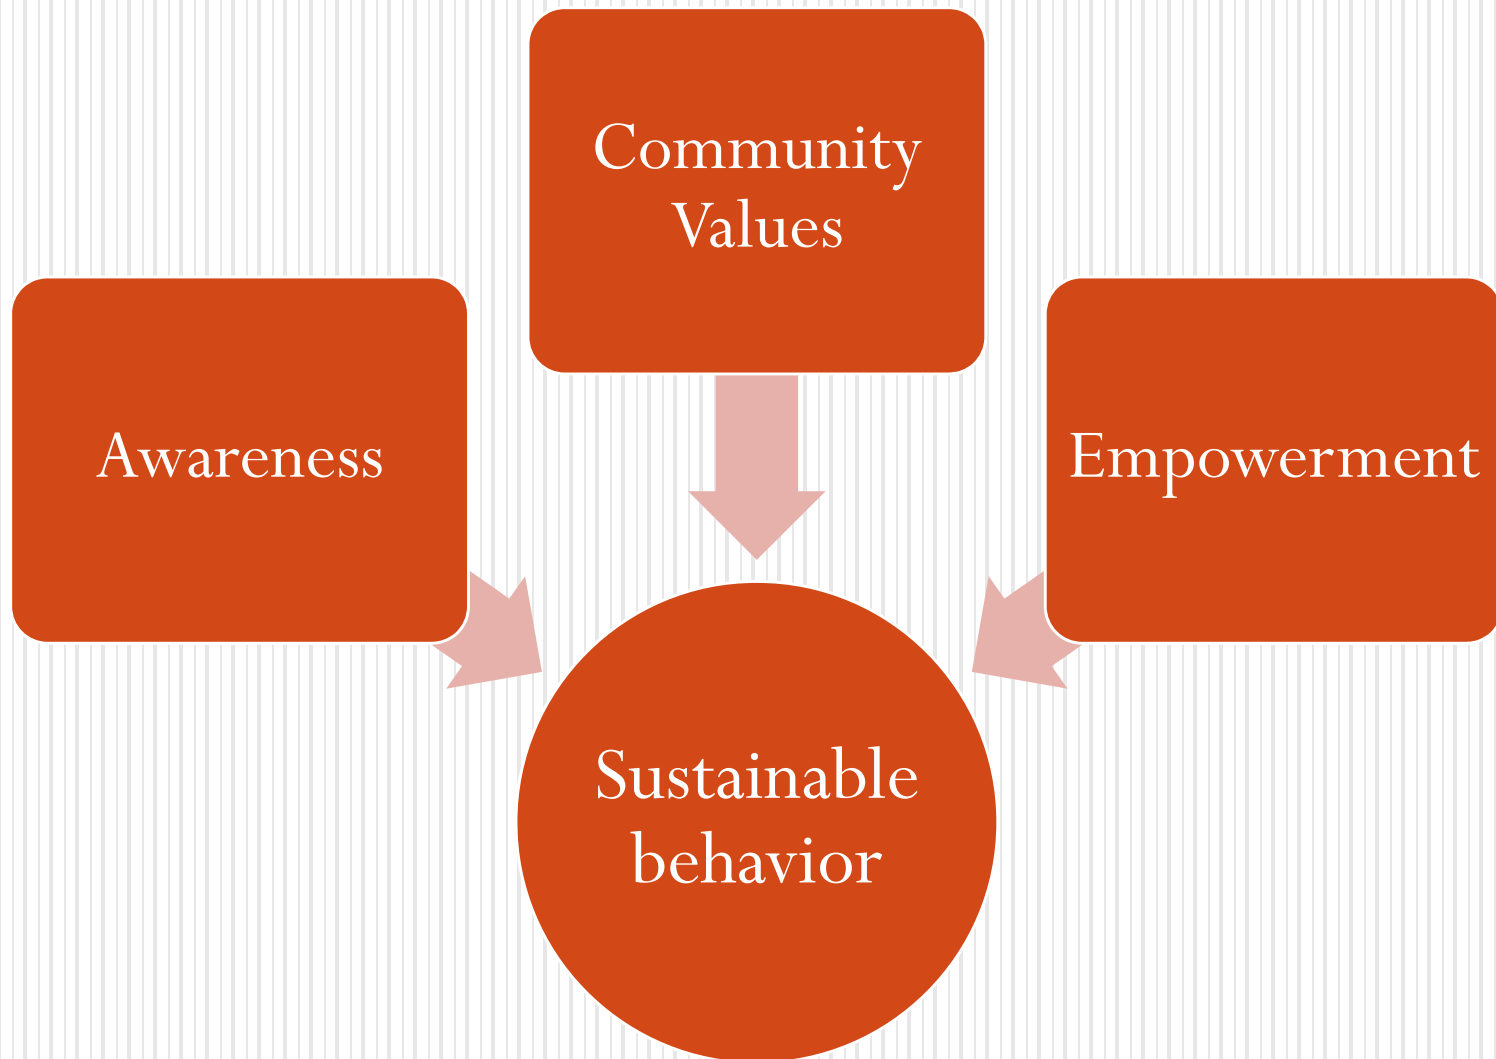 Community
Values
Awareness
Empowerment
Sustainable
behavior